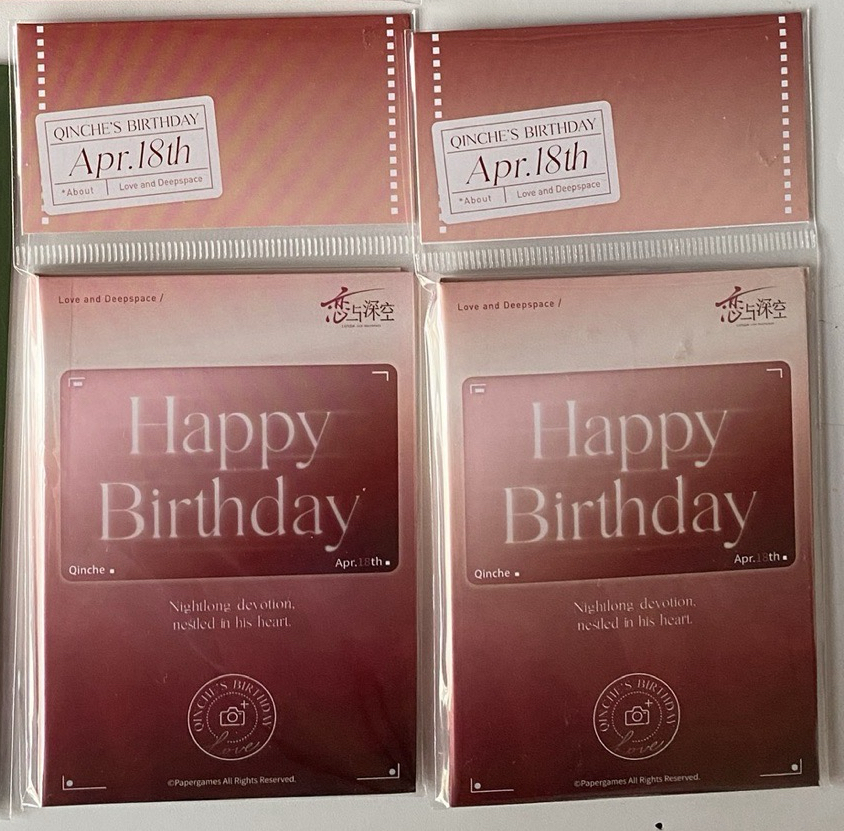 QINCHE'S BIRTHDAY
Apr.18th
*About
Love and Deepspace
QINCHE'S BIRTHDAY
Apr.18th
*About
Love and Deepspace
Love and Deepspace /
恋与深空
Happy
Birthday
Qinche
Apr.18th
Nightlong devotion,
nestled in his heart.
QINCHE'S BIRTHDAY
Love
©Papergames All Rights Reserved.
Love and Deepspace /
恋与深空
Happy
Birthday
Qinche
Apr.18th
Nightlong devotion,
nestled in his heart.
QINCHE'S BIRTHDAY
Love
©Papergames All Rights Reserved.